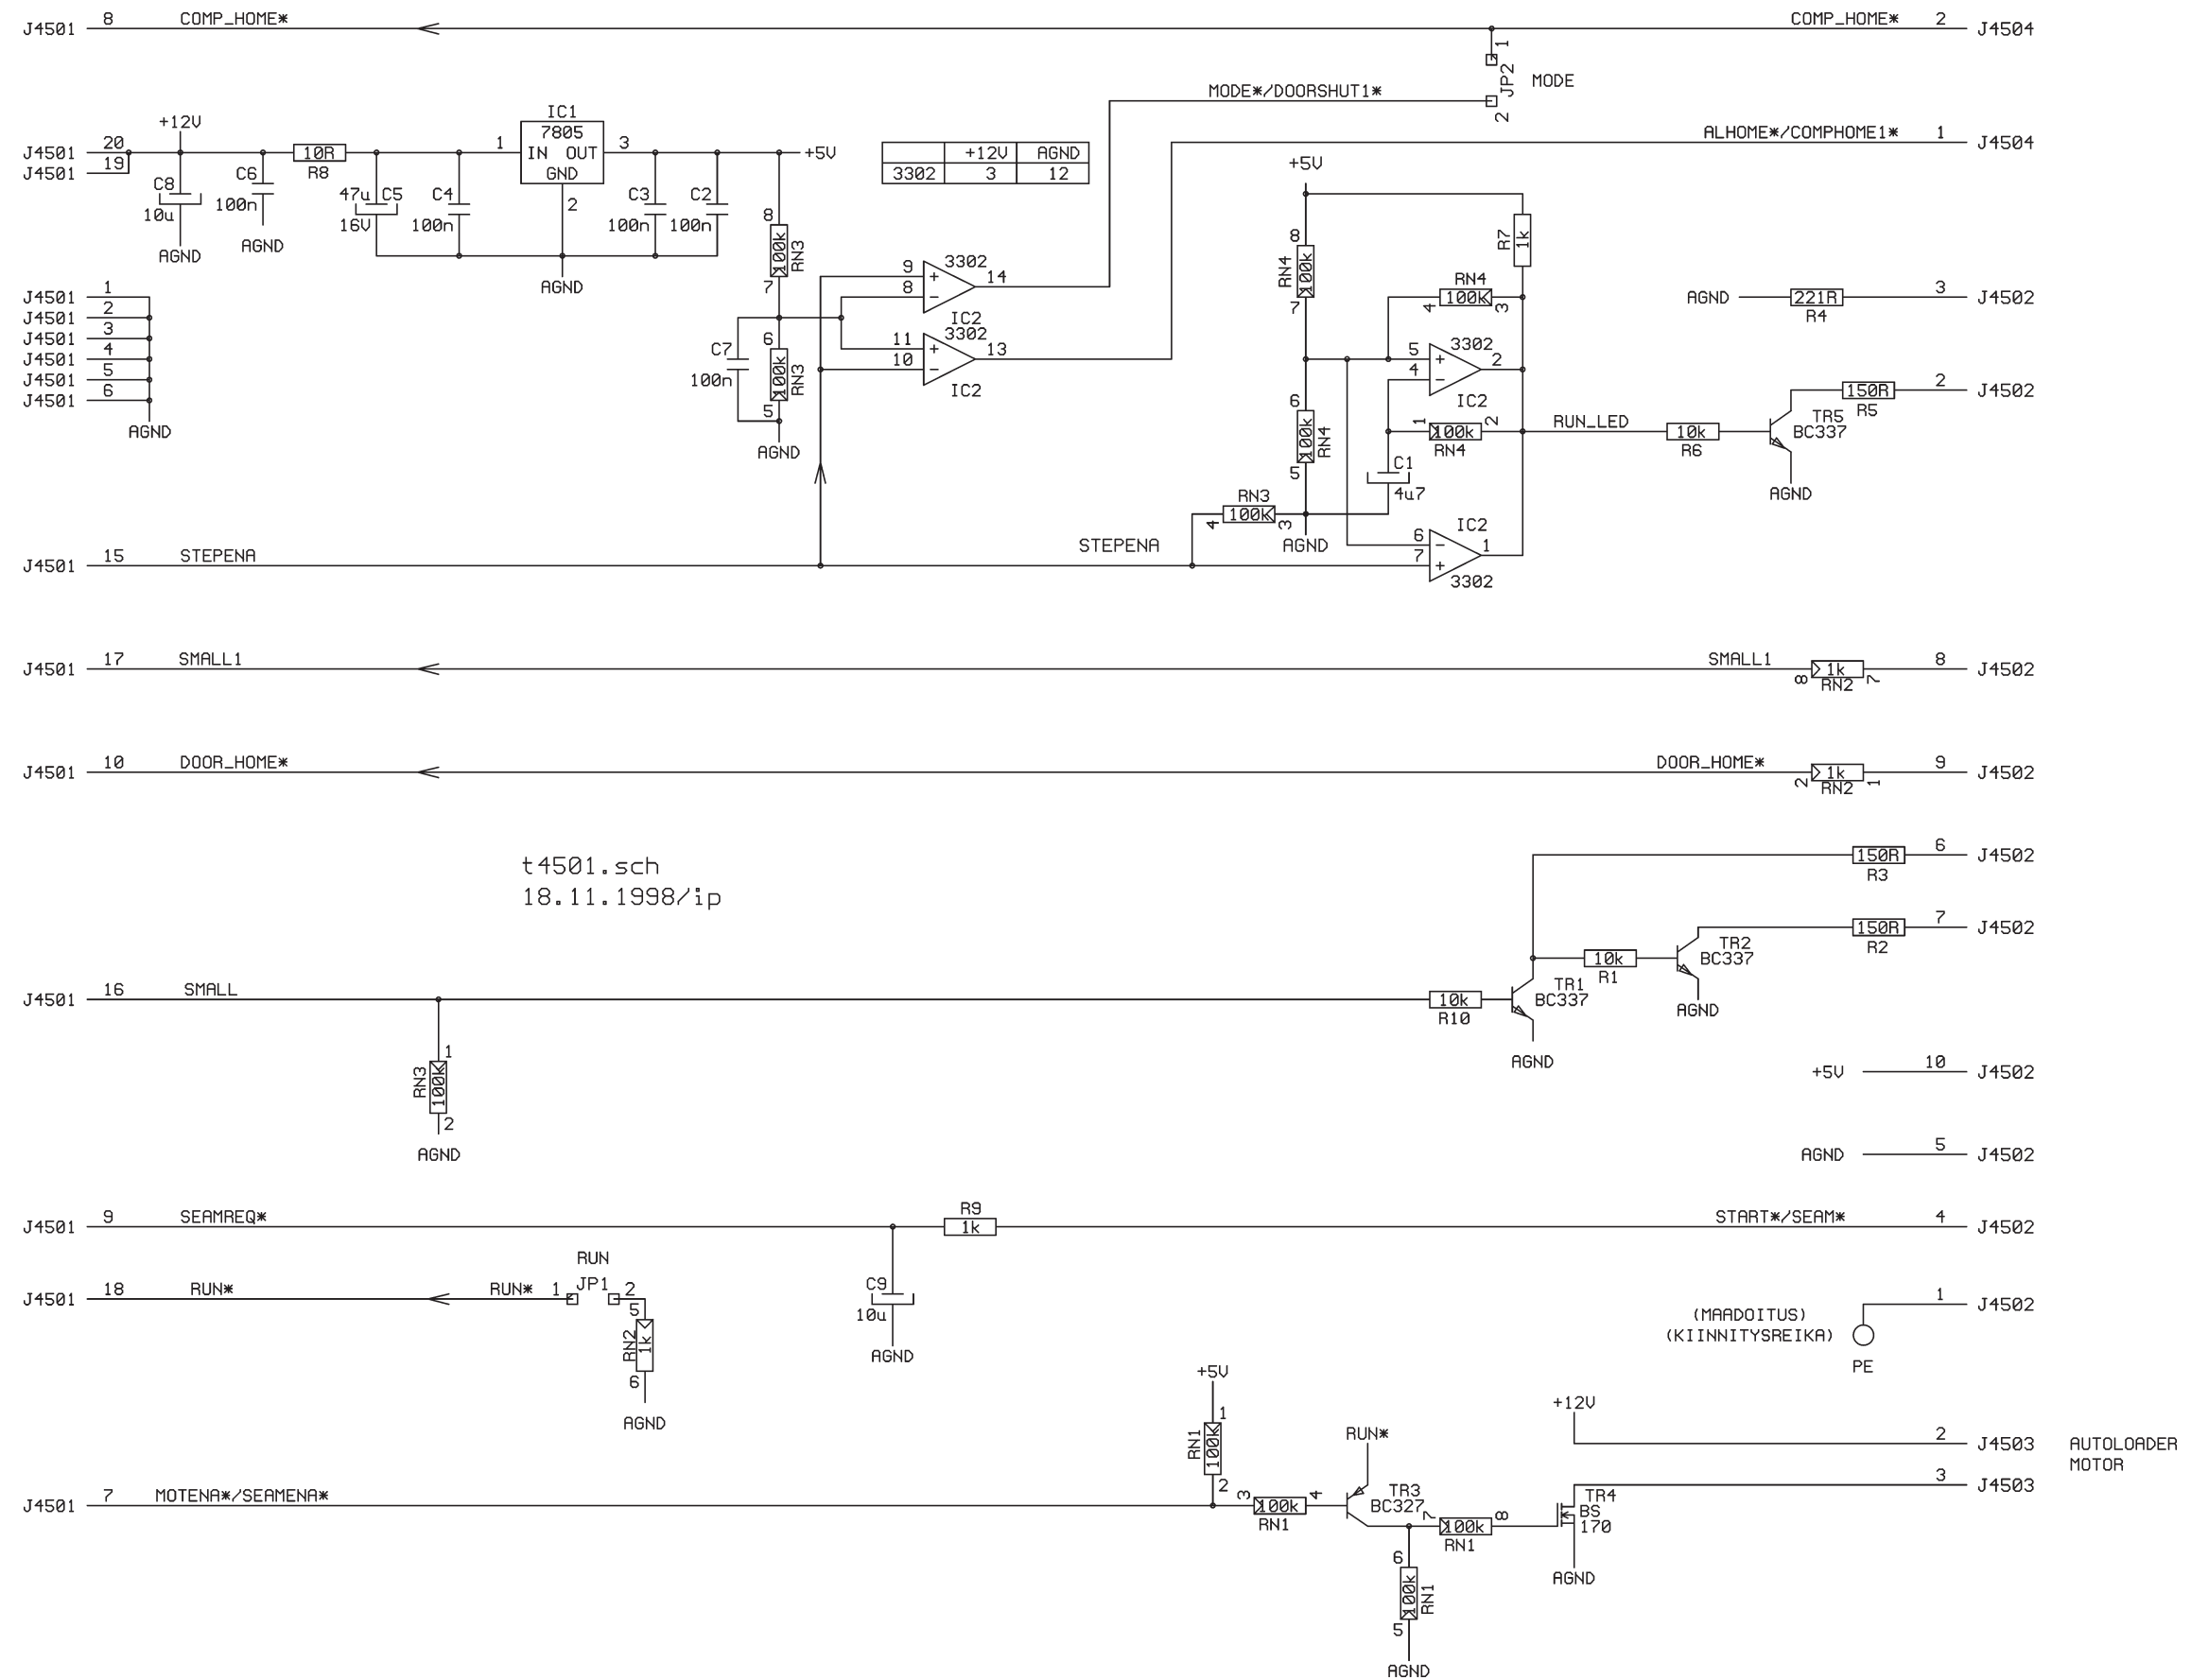 J4501 8 COMP_HOME* COMP_HOME* 2 J4504
1
JP2 MODE
2
MODE*/DOORSHUT1*
ALHOME*/COMPHOME1* 1 J4504
+12V
J4501 20
J4501 19
C8
10u
AGND
C6
100n
AGND
10R
R8
47u C5
16V
C4
100n
IC1
7805
1 IN OUT 3
GND
2
AGND
C3
100n
C2
100n
+5V
+12V AGND
3302 3 12
8
100k RN3
7
6
100k RN3
5
AGND
C7
100n
9 + 3302 14
8 -
IC2
3302
11 + 13
10 -
IC2
J4501 1
J4501 2
J4501 3
J4501 4
J4501 5
J4501 6
AGND
+5V
8
RN4 100k
7
6
100k RN4
5
AGND
R7 1k
RN4
4 100k 3
3302
5 + 2
4 -
IC2
1 100k 2
RN4
C1
4u7
RN3
4 100k 3
IC2
6 - 1
7 +
3302
AGND 221R 3 J4502
R4
150R 2 J4502
R5
TR5
BC337
AGND
RUN_LED 10k
R6
J4501 15 STEPENA STEPENA
J4501 17 SMALL1 SMALL1 8 1k 7 8 J4502
RN2
J4501 10 DOOR_HOME* DOOR_HOME* 2 1k 1 9 J4502
RN2
t4501.sch
18.11.1998/ip
150R 6 J4502
R3
150R 7 J4502
R2
TR2
BC337
AGND
10k
R1
J4501 16 SMALL
10k
R10
TR1
BC337
AGND
1
RN3 100k
2
AGND
+5V 10 J4502
AGND 5 J4502
J4501 9 SEAMREQ* R9 START*/SEAM* 4 J4502
1k
C9
10u
AGND
RUN
J4501 18 RUN* RUN* 1 JP1 2
5
RN2 1k
6
AGND
1 J4502
(MAADOITUS)
(KIINNITYSREIKA)
PE
+5V
1
RN1 100k
2
J4501 7 MOTENA*/SEAMENA*
3 100k 4
RN1
RUN*
TR3
BC327
7 100k 8
RN1
6
100k RN1
5
AGND
+12V
2 J4503 AUTOLOADER
MOTOR
3 J4503
TR4
BS
170
AGND